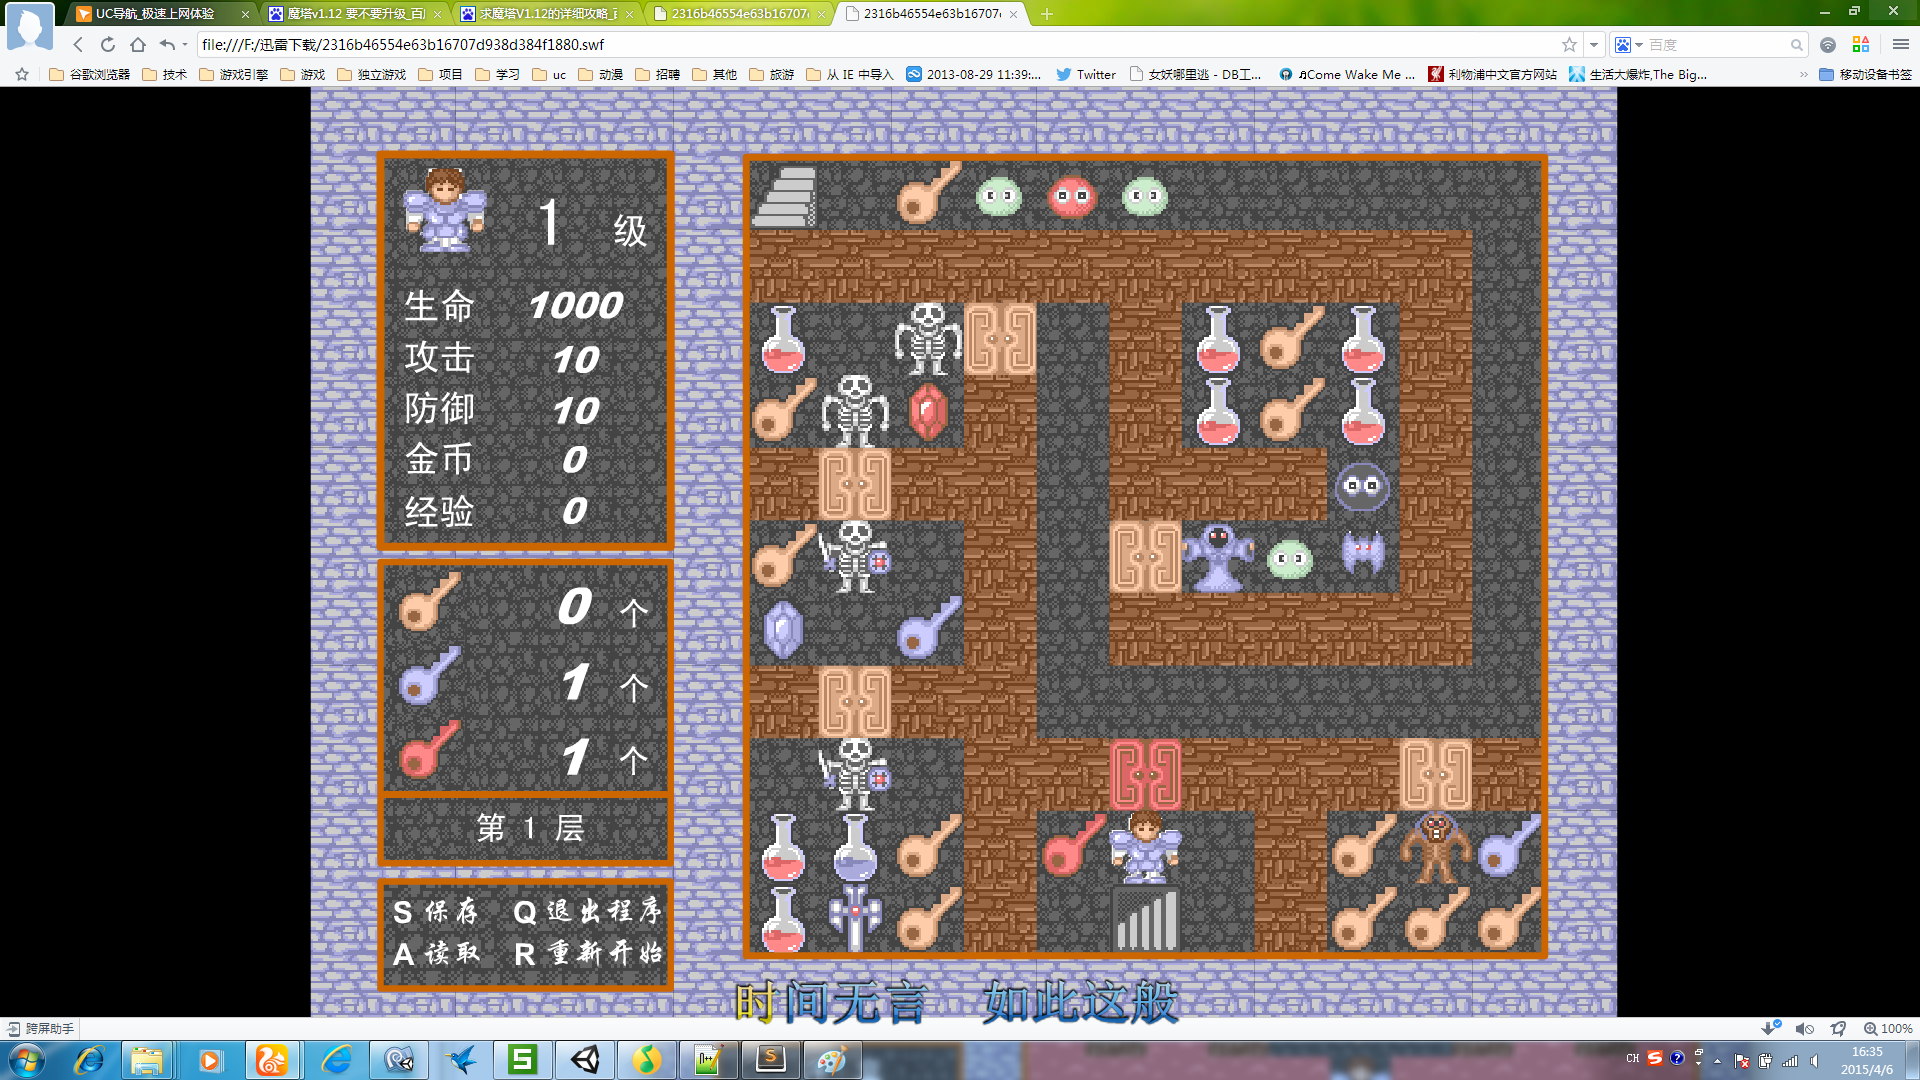 UC导航_极速上网体验
魔塔v1.12 要不要升级_百
求魔塔V1.12的详细攻略_
2316b46554e63b16707
2316b46554e63b16707
file:///F:/迅雷下载/2316b46554e63b16707d938d384f1880.swf
百度
谷歌浏览器 技术 游戏引擎 游戏 独立游戏 项目 学习 uc 动漫 招聘 其他 旅游 从 IE 中导入 2013-08-29 11:39:... Twitter 女妖哪里逃 - DB工... ♫Come Wake Me ... 利物浦中文官方网站 生活大爆炸,The Big... 移动设备书签
1 级
生命 1000
攻击 10
防御 10
金币 0
经验 0
0 个
1 个
1 个
第 1 层
S 保存 Q 退出程序
A 读取 R 重新开始
时间无言 如此这般
跨屏助手
100%
CH
16:35
2015/4/6